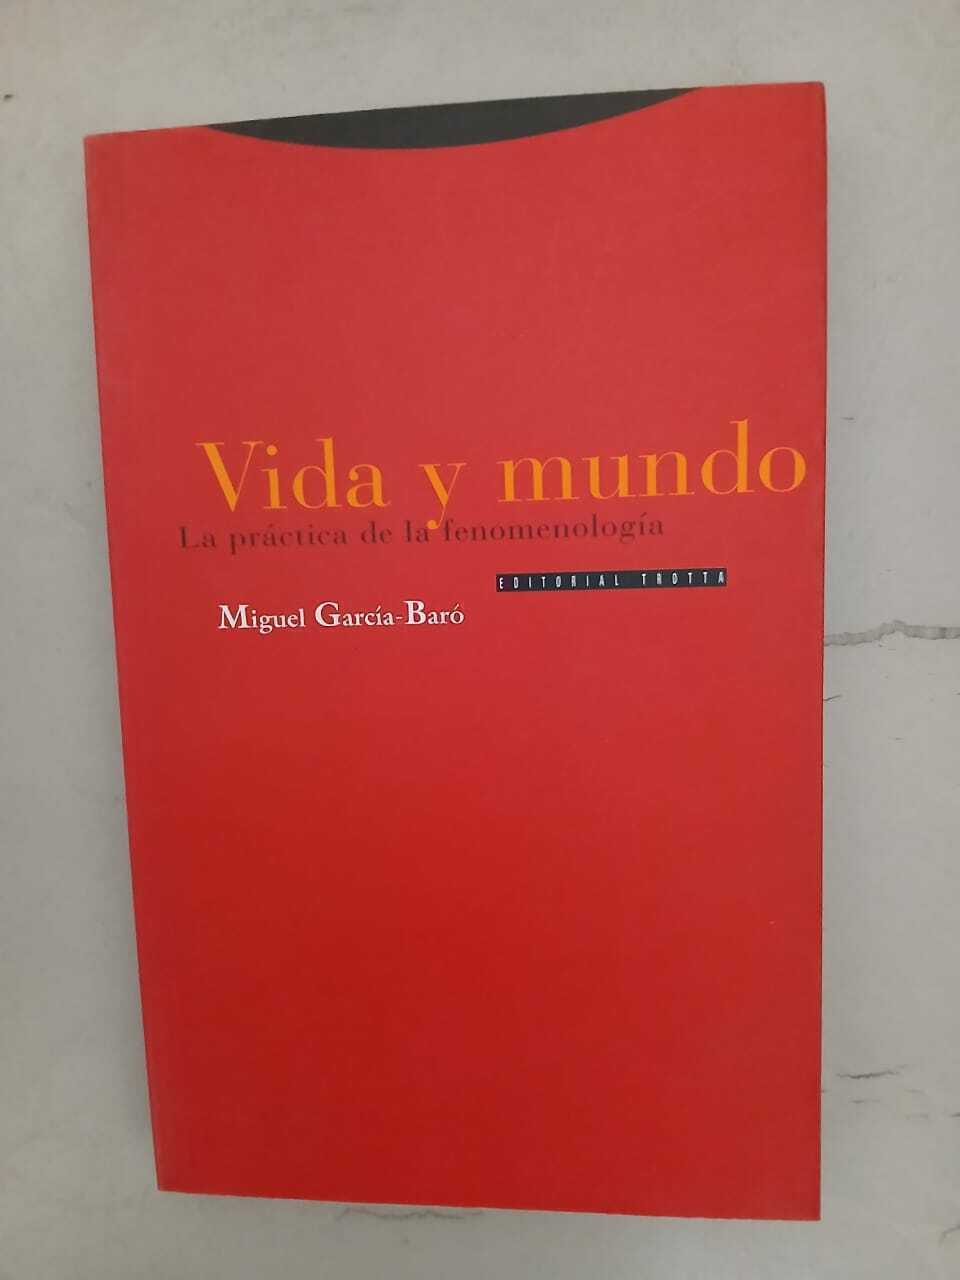 Vida y mundo
La práctica de la fenomenología
EDITORIAL TROTTA
Miguel García-Baró